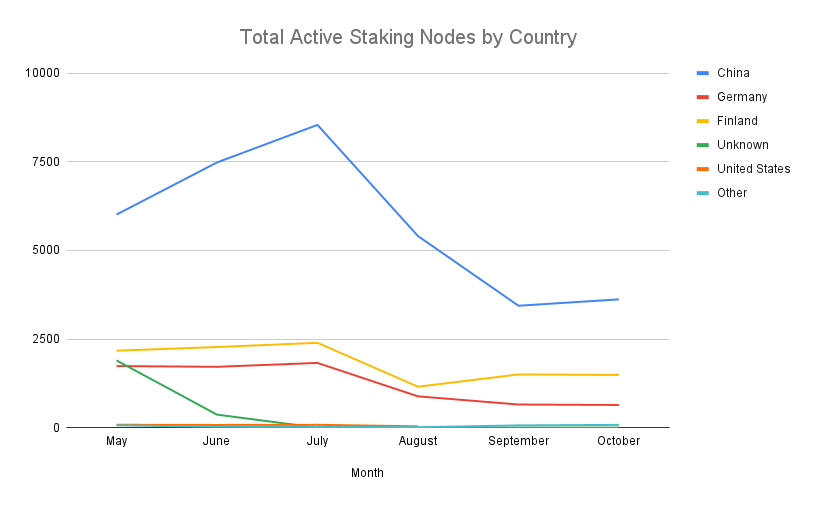 Total Active Staking Nodes by Country
10000
7500
5000
2500
0
May June July August September October
Month
China
Germany
Finland
Unknown
United States
Other